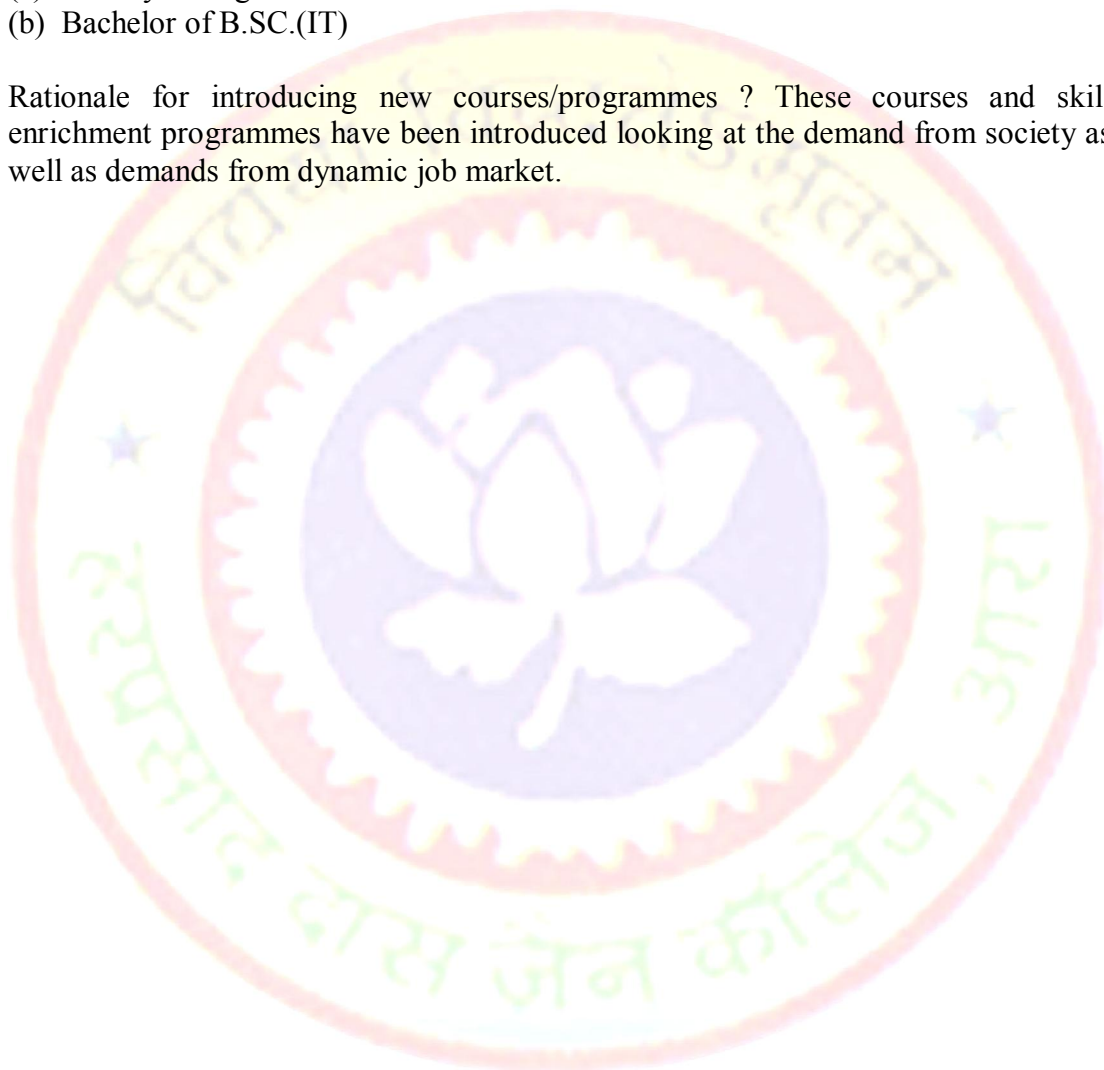 (b) Bachelor of B.SC.(IT)
Rationale for introducing new courses/programmes ? These courses and skil
enrichment programmes have been introduced looking at the demand from society as
well as demands from dynamic job market.
दास जैन कॉलेज, आरा